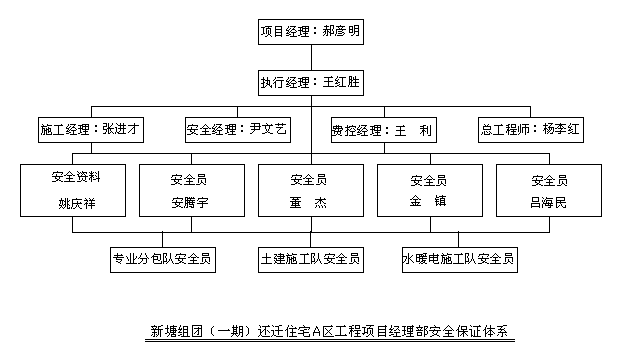 项目经理：郝彦明
执行经理：王红胜
施工经理：张进才
安全经理：尹文艺
费控经理：王　利
总工程师：杨李红
安全资料
姚庆祥
安全员
安腾宇
安全员
董　杰
安全员
金　镇
安全员
吕海民
专业分包队安全员
土建施工队安全员
水暖电施工队安全员
新塘组团（一期）还迁住宅A区工程项目经理部安全保证体系